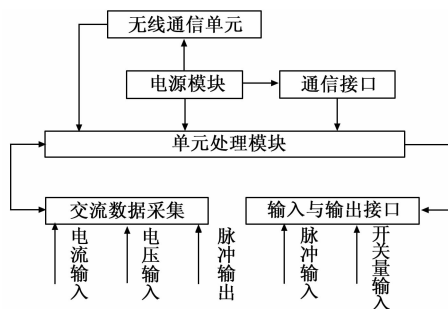 无线通信单元
电源模块
通信接口
单元处理模块
交流数据采集
输入与输出接口
电流输入
电压输入
脉冲输出
脉冲输入
开关量输入